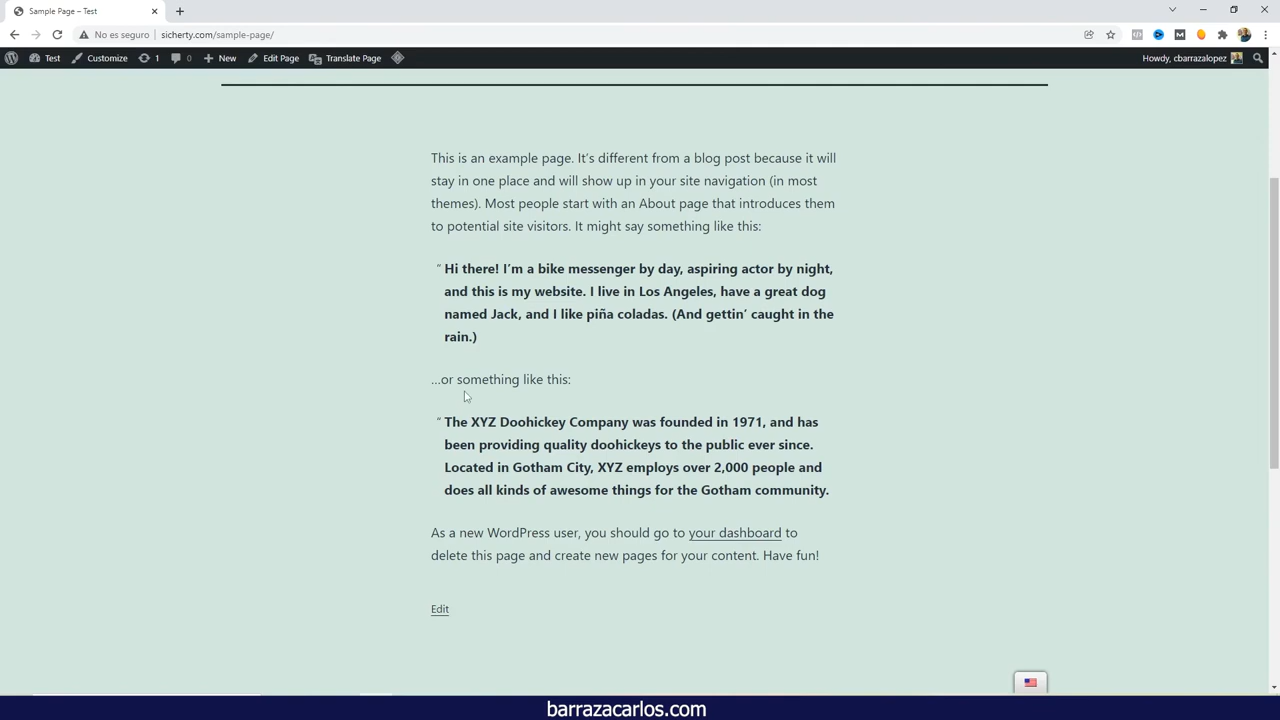 Sample Page – Test
No es seguro
sicherty.com/sample-page/
Test
Customize
1
0
New
Edit Page
Translate Page
Howdy, cbarrazalopez
This is an example page. It’s different from a blog post because it will
stay in one place and will show up in your site navigation (in most
themes). Most people start with an About page that introduces them
to potential site visitors. It might say something like this:
“ Hi there! I’m a bike messenger by day, aspiring actor by night,
and this is my website. I live in Los Angeles, have a great dog
named Jack, and I like piña coladas. (And gettin’ caught in the
rain.)
…or something like this:
“ The XYZ Doohickey Company was founded in 1971, and has
been providing quality doohickeys to the public ever since.
Located in Gotham City, XYZ employs over 2,000 people and
does all kinds of awesome things for the Gotham community.
As a new WordPress user, you should go to your dashboard to
delete this page and create new pages for your content. Have fun!
Edit
barrazacarlos.com